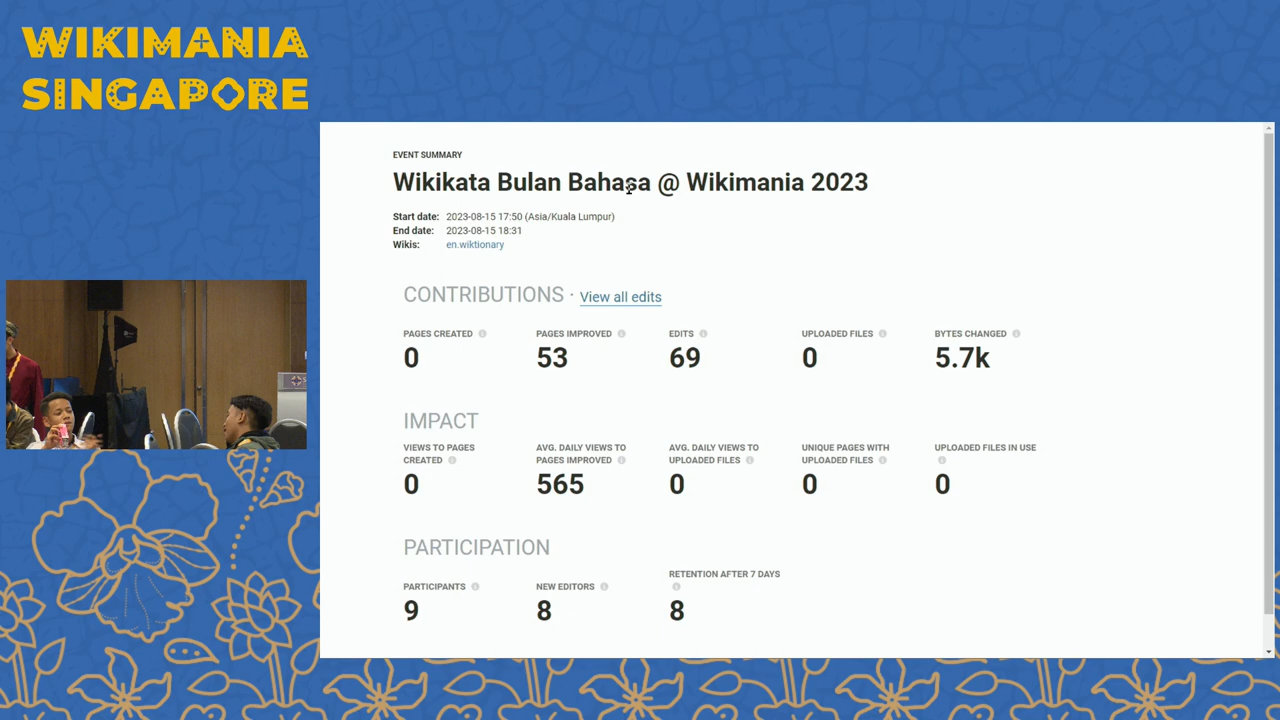 WIKIMANIA
SINGAPORE
EVENT SUMMARY
Wikikata Bulan Bahasa @ Wikimania 2023
Start date: 2023-08-15 17:50 (Asia/Kuala Lumpur)
End date: 2023-08-15 18:31
Wikis: en.wiktionary
CONTRIBUTIONS · View all edits
PAGES CREATED PAGES IMPROVED EDITS UPLOADED FILES BYTES CHANGED
0 53 69 0 5.7k
IMPACT
VIEWS TO PAGES AVG. DAILY VIEWS TO AVG. DAILY VIEWS TO UNIQUE PAGES WITH UPLOADED FILES IN USE
CREATED PAGES IMPROVED UPLOADED FILES UPLOADED FILES
0 565 0 0 0
PARTICIPATION
RETENTION AFTER 7 DAYS
PARTICIPANTS NEW EDITORS
9 8 8